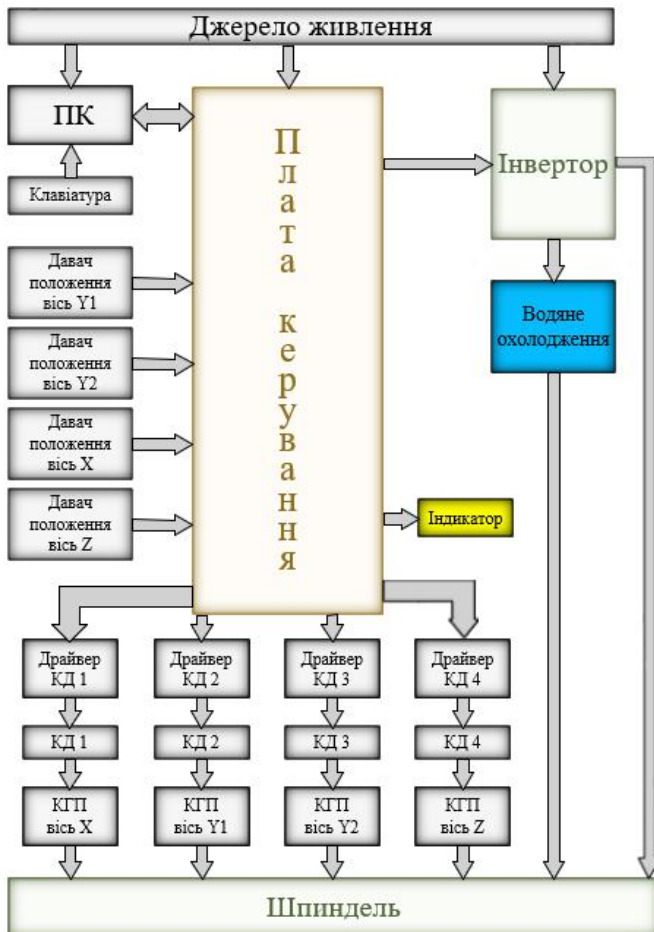 Джерело живлення
ПК
Клавіатура
Плата керування
Інвертор
Давач
положення
вісь Y1
Водяне
охолодження
Давач
положення
вісь Y2
Давач
положення
вісь X
Давач
положення
вісь Z
Індикатор
Драйвер
КД 1
Драйвер
КД 2
Драйвер
КД 3
Драйвер
КД 4
КД 1
КД 2
КД 3
КД 4
КГП
вісь X
КГП
вісь Y1
КГП
вісь Y2
КГП
вісь Z
Шпиндель